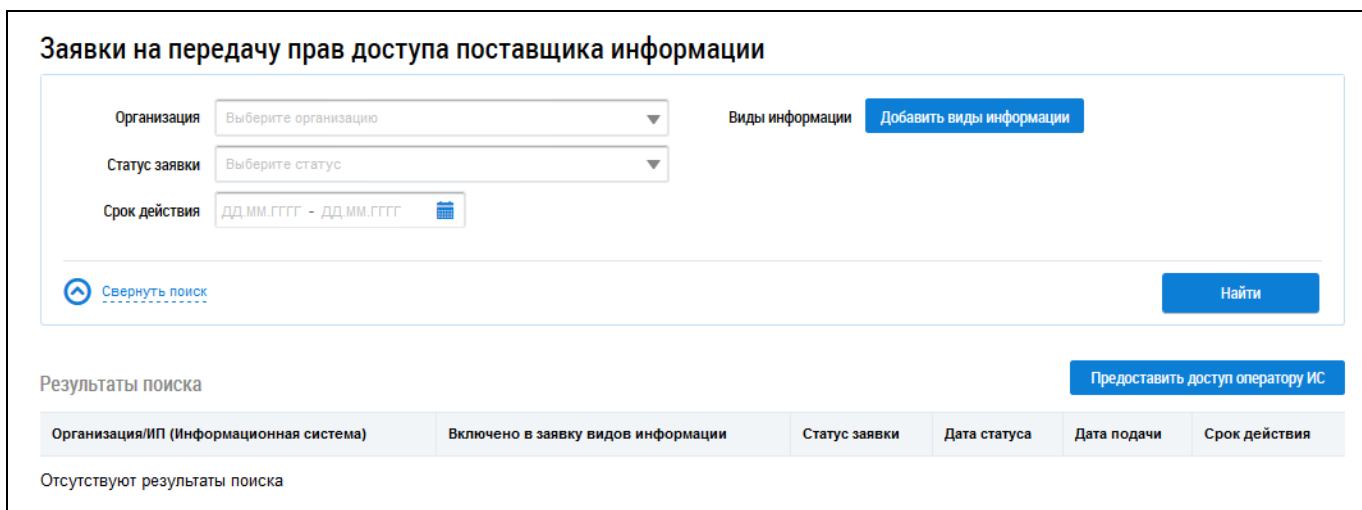 Заявки на передачу прав доступа поставщика информации
Организация Выберите организацию Виды информации Добавить виды информации
Статус заявки Выберите статус
Срок действия ДД.ММ.ГГГГ - ДД.ММ.ГГГГ
Свернуть поиск Найти
Результаты поиска Предоставить доступ оператору ИС
Организация/ИП (Информационная система) Включено в заявку видов информации Статус заявки Дата статуса Дата подачи Срок действия
Отсутствуют результаты поиска